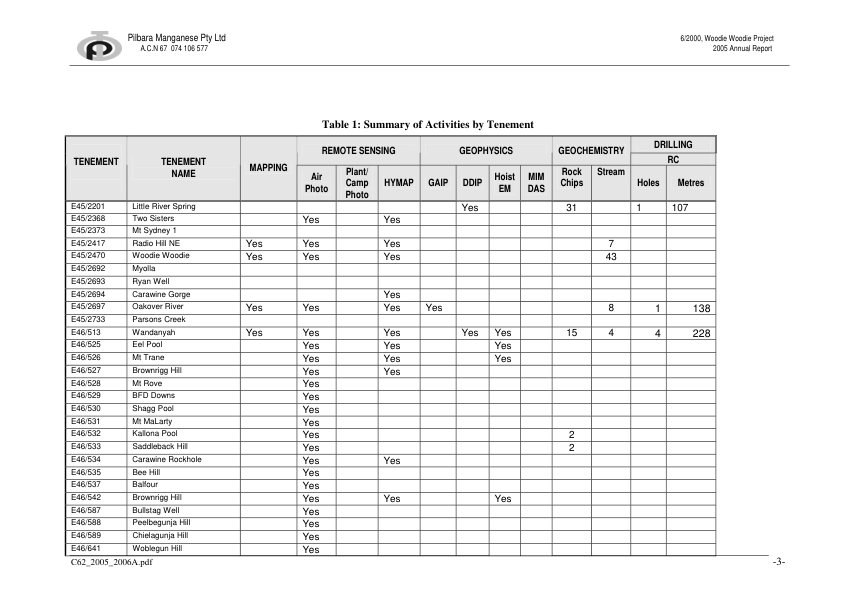 Pilbara Manganese Pty Ltd
A.C.N 67 074 106 577
6/2000, Woodie Woodie Project
2005 Annual Report
Table 1: Summary of Activities by Tenement
TENEMENT TENEMENT NAME MAPPING REMOTE SENSING GEOPHYSICS GEOCHEMISTRY DRILLING
RC
Air Photo Plant/ Camp Photo HYMAP GAIP DDIP Hoist EM MIM DAS Rock Chips Stream Holes Metres
E45/2201 Little River Spring Yes 31 1 107
E45/2368 Two Sisters Yes Yes
E45/2373 Mt Sydney 1
E45/2417 Radio Hill NE Yes Yes Yes 7
E45/2470 Woodie Woodie Yes Yes Yes 43
E45/2692 Myolla
E45/2693 Ryan Well
E45/2694 Carawine Gorge Yes
E45/2697 Oakover River Yes Yes Yes Yes 8 1 138
E45/2733 Parsons Creek
E46/513 Wandanyah Yes Yes Yes Yes Yes 15 4 4 228
E46/525 Eel Pool Yes Yes Yes
E46/526 Mt Trane Yes Yes Yes
E46/527 Brownrigg Hill Yes Yes
E46/528 Mt Rove Yes
E46/529 BFD Downs Yes
E46/530 Shagg Pool Yes
E46/531 Mt MaLarty Yes
E46/532 Kallona Pool Yes 2
E46/533 Saddleback Hill Yes 2
E46/534 Carawine Rockhole Yes Yes
E46/535 Bee Hill Yes
E46/537 Balfour Yes
E46/542 Brownrigg Hill Yes Yes Yes
E46/587 Bullstag Well Yes
E46/588 Peelbegunja Hill Yes
E46/589 Chielagunja Hill Yes
E46/641 Woblegun Hill Yes
C62_2005_2006A.pdf
-3-